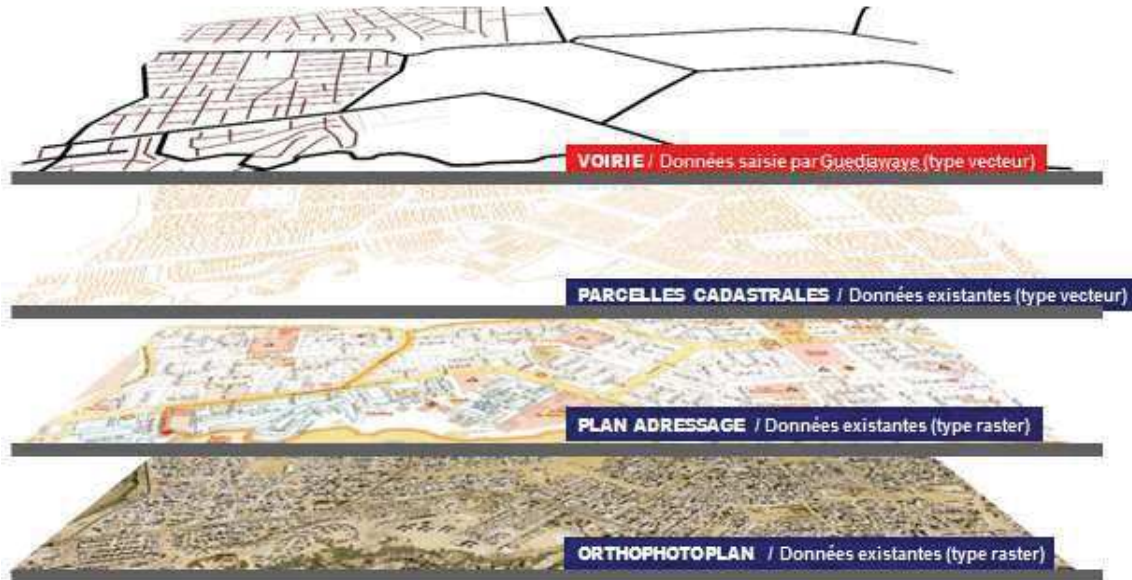 VOIRIE / Données saisie par Guediawaye (type vecteur)
PARCELLES CADASTRALES / Données existantes (type vecteur)
PLAN ADRESSAGE / Données existantes (type raster)
ORTHOPHOTOPLAN / Données existantes (type raster)